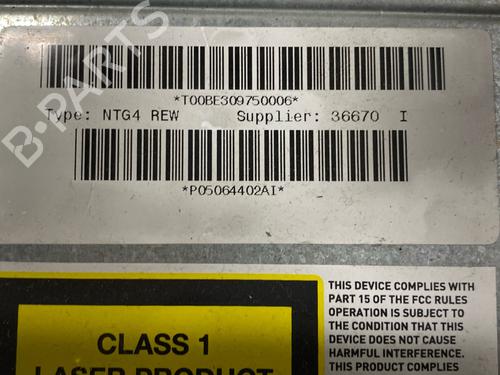 B-PARTS
*T00BE309750006*
Type: NTG4 REW Supplier: 36670 I
*P05064402AI*
CLASS 1
LASER PRODUCT
THIS DEVICE COMPLIES WITH
PART 15 OF THE FCC RULES
OPERATION IS SUBJECT TO
THE CONDITION THAT THIS
DEVICE DOES NOT CAUSE
HARMFUL INTERFERENCE.
THIS PRODUCT COMPLIES